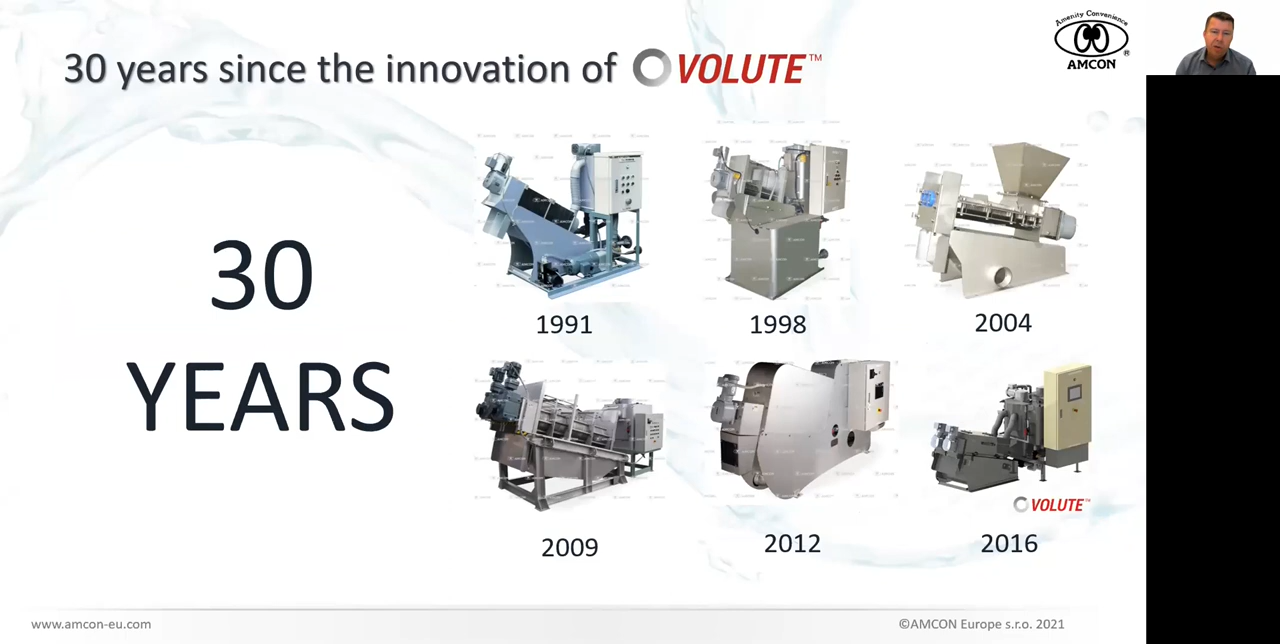 Amenity Convenience
AMCON
®
30 years since the innovation of VOLUTE™
30
YEARS
1991
1998
2004
2009
2012
2016
VOLUTE™
www.amcon-eu.com
©AMCON Europe s.r.o. 2021